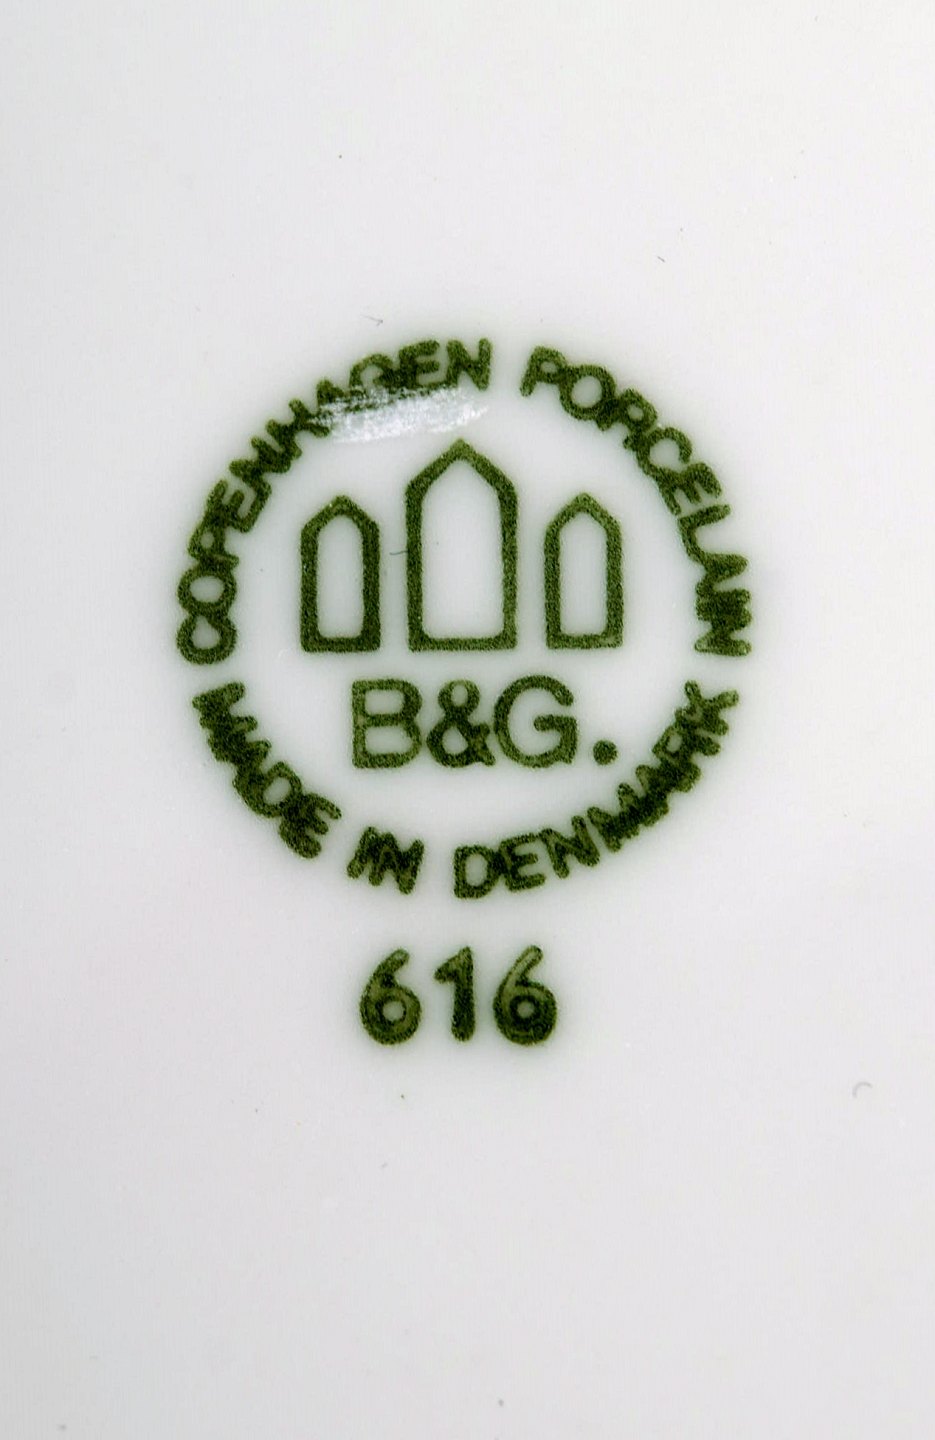 COPENHAGEN PORCELAIN
B&G.
MADE IN DENMARK
616